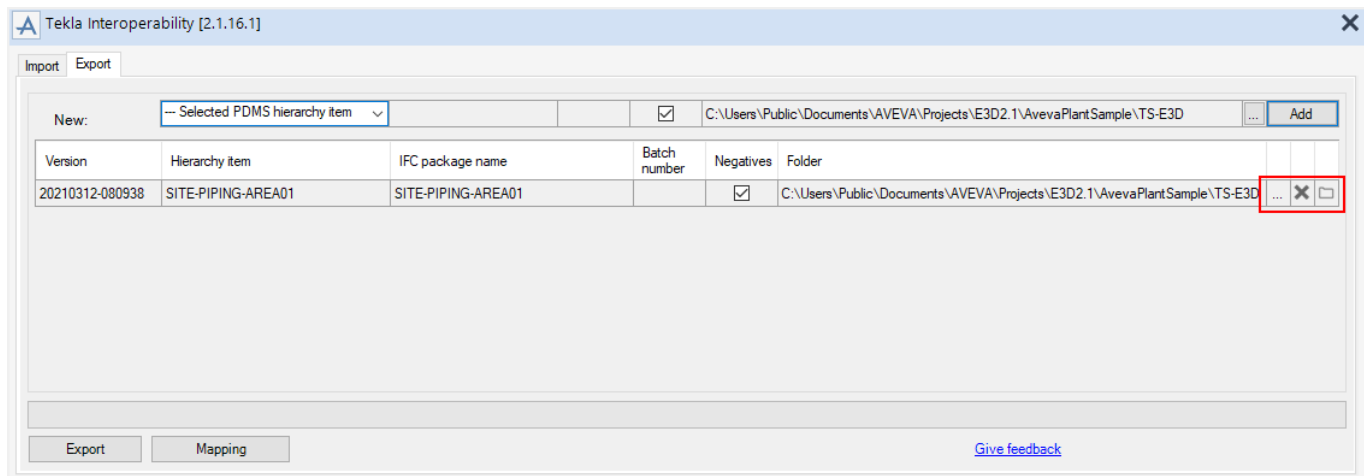 Tekla Interoperability [2.1.16.1]
Import Export
New: --- Selected PDMS hierarchy item C:\Users\Public\Documents\AVEVA\Projects\E3D2.1\AvevaPlantSample\TS-E3D ... Add
Version Hierarchy item IFC package name Batch number Negatives Folder
20210312-080938 SITE-PIPING-AREA01 SITE-PIPING-AREA01 C:\Users\Public\Documents\AVEVA\Projects\E3D2.1\AvevaPlantSample\TS-E3D ...
Export Mapping Give feedback